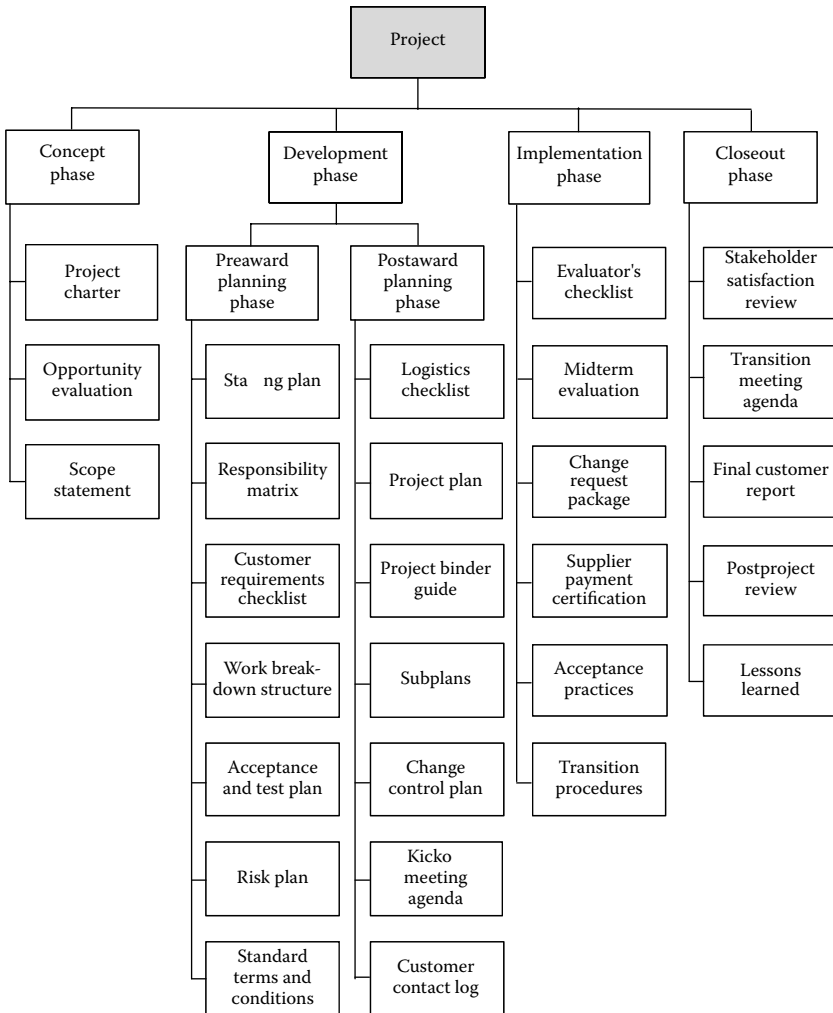 Project
Concept
phase
Project
charter
Opportunity
evaluation
Scope
statement
Development
phase
Preaward
planning
phase
Sta ng plan
Responsibility
matrix
Customer
requirements
checklist
Work break-
down structure
Acceptance
and test plan
Risk plan
Standard
terms and
conditions
Postaward
planning
phase
Logistics
checklist
Project plan
Project binder
guide
Subplans
Change
control plan
Kicko
meeting
agenda
Customer
contact log
Implementation
phase
Evaluator's
checklist
Midterm
evaluation
Change
request
package
Supplier
payment
certification
Acceptance
practices
Transition
procedures
Closeout
phase
Stakeholder
satisfaction
review
Transition
meeting
agenda
Final customer
report
Postproject
review
Lessons
learned